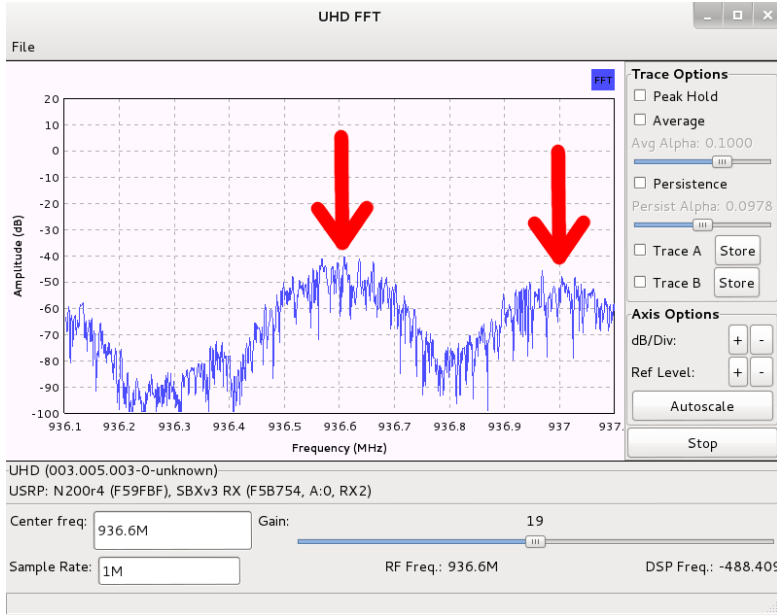 UHD FFT
File
FFT
Trace Options
Peak Hold
Average
Avg Alpha: 0.1000
Persistence
Persist Alpha: 0.0978
Trace A Store
Trace B Store
Axis Options
dB/Div: + -
Ref Level: + -
Autoscale
Stop
Amplitude (dB)
20
10
0
-10
-20
-30
-40
-50
-60
-70
-80
-90
-100
936.1 936.2 936.3 936.4 936.5 936.6 936.7 936.8 936.9 937 937.
Frequency (MHz)
UHD (003.005.003-0-unknown)
USRP: N200r4 (F59FBF), SBXv3 RX (F5B754, A:0, RX2)
Center freq: 936.6M Gain: 19
Sample Rate: 1M RF Freq.: 936.6M DSP Freq.: -488.409